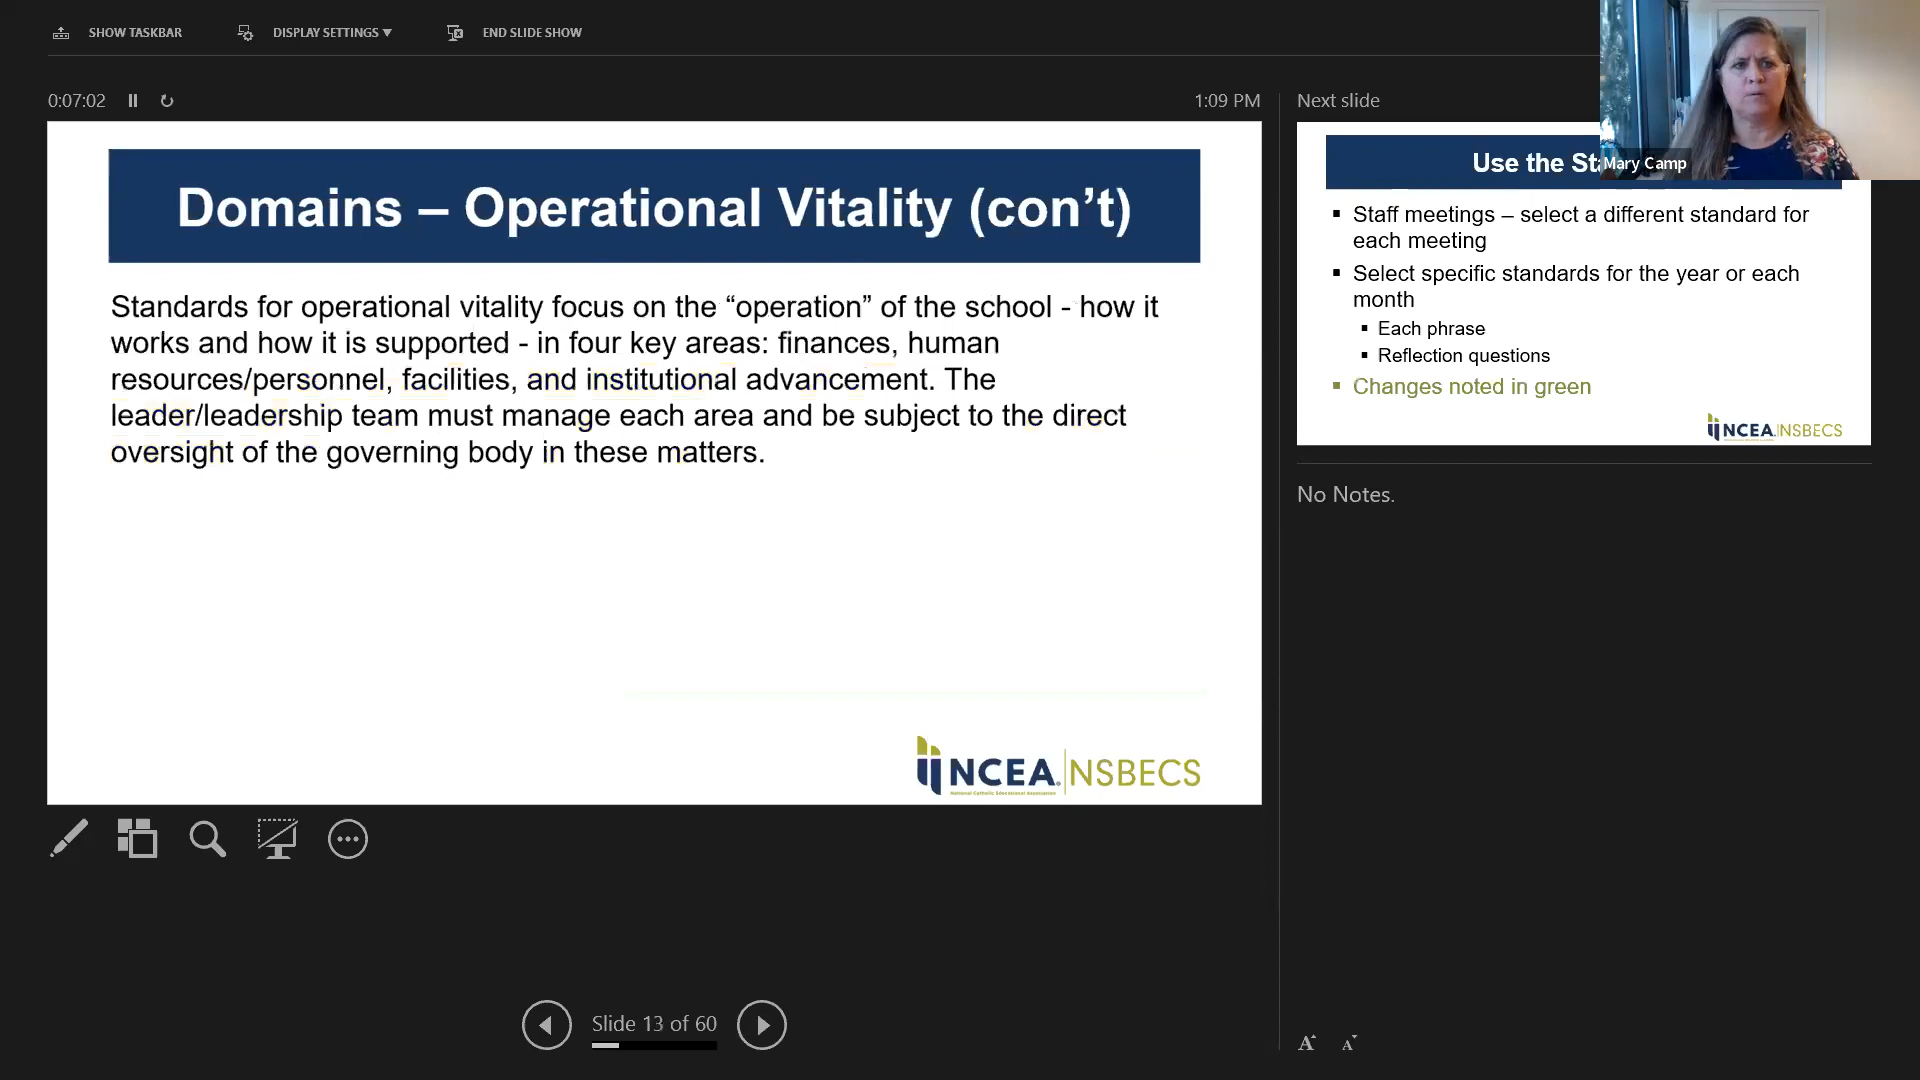 SHOW TASKBAR
DISPLAY SETTINGS ▼
END SLIDE SHOW
0:07:02
1:09 PM
Domains – Operational Vitality (con’t)
Standards for operational vitality focus on the “operation” of the school - how it
works and how it is supported - in four key areas: finances, human
resources/personnel, facilities, and institutional advancement. The
leader/leadership team must manage each area and be subject to the direct
oversight of the governing body in these matters.
NCEA NSBECS
National Catholic Educational Association
Slide 13 of 60
Next slide
Use the
Mary Camp
Staff meetings – select a different standard for
each meeting
Select specific standards for the year or each
month
Each phrase
Reflection questions
Changes noted in green
NCEA NSBECS
No Notes.
A A